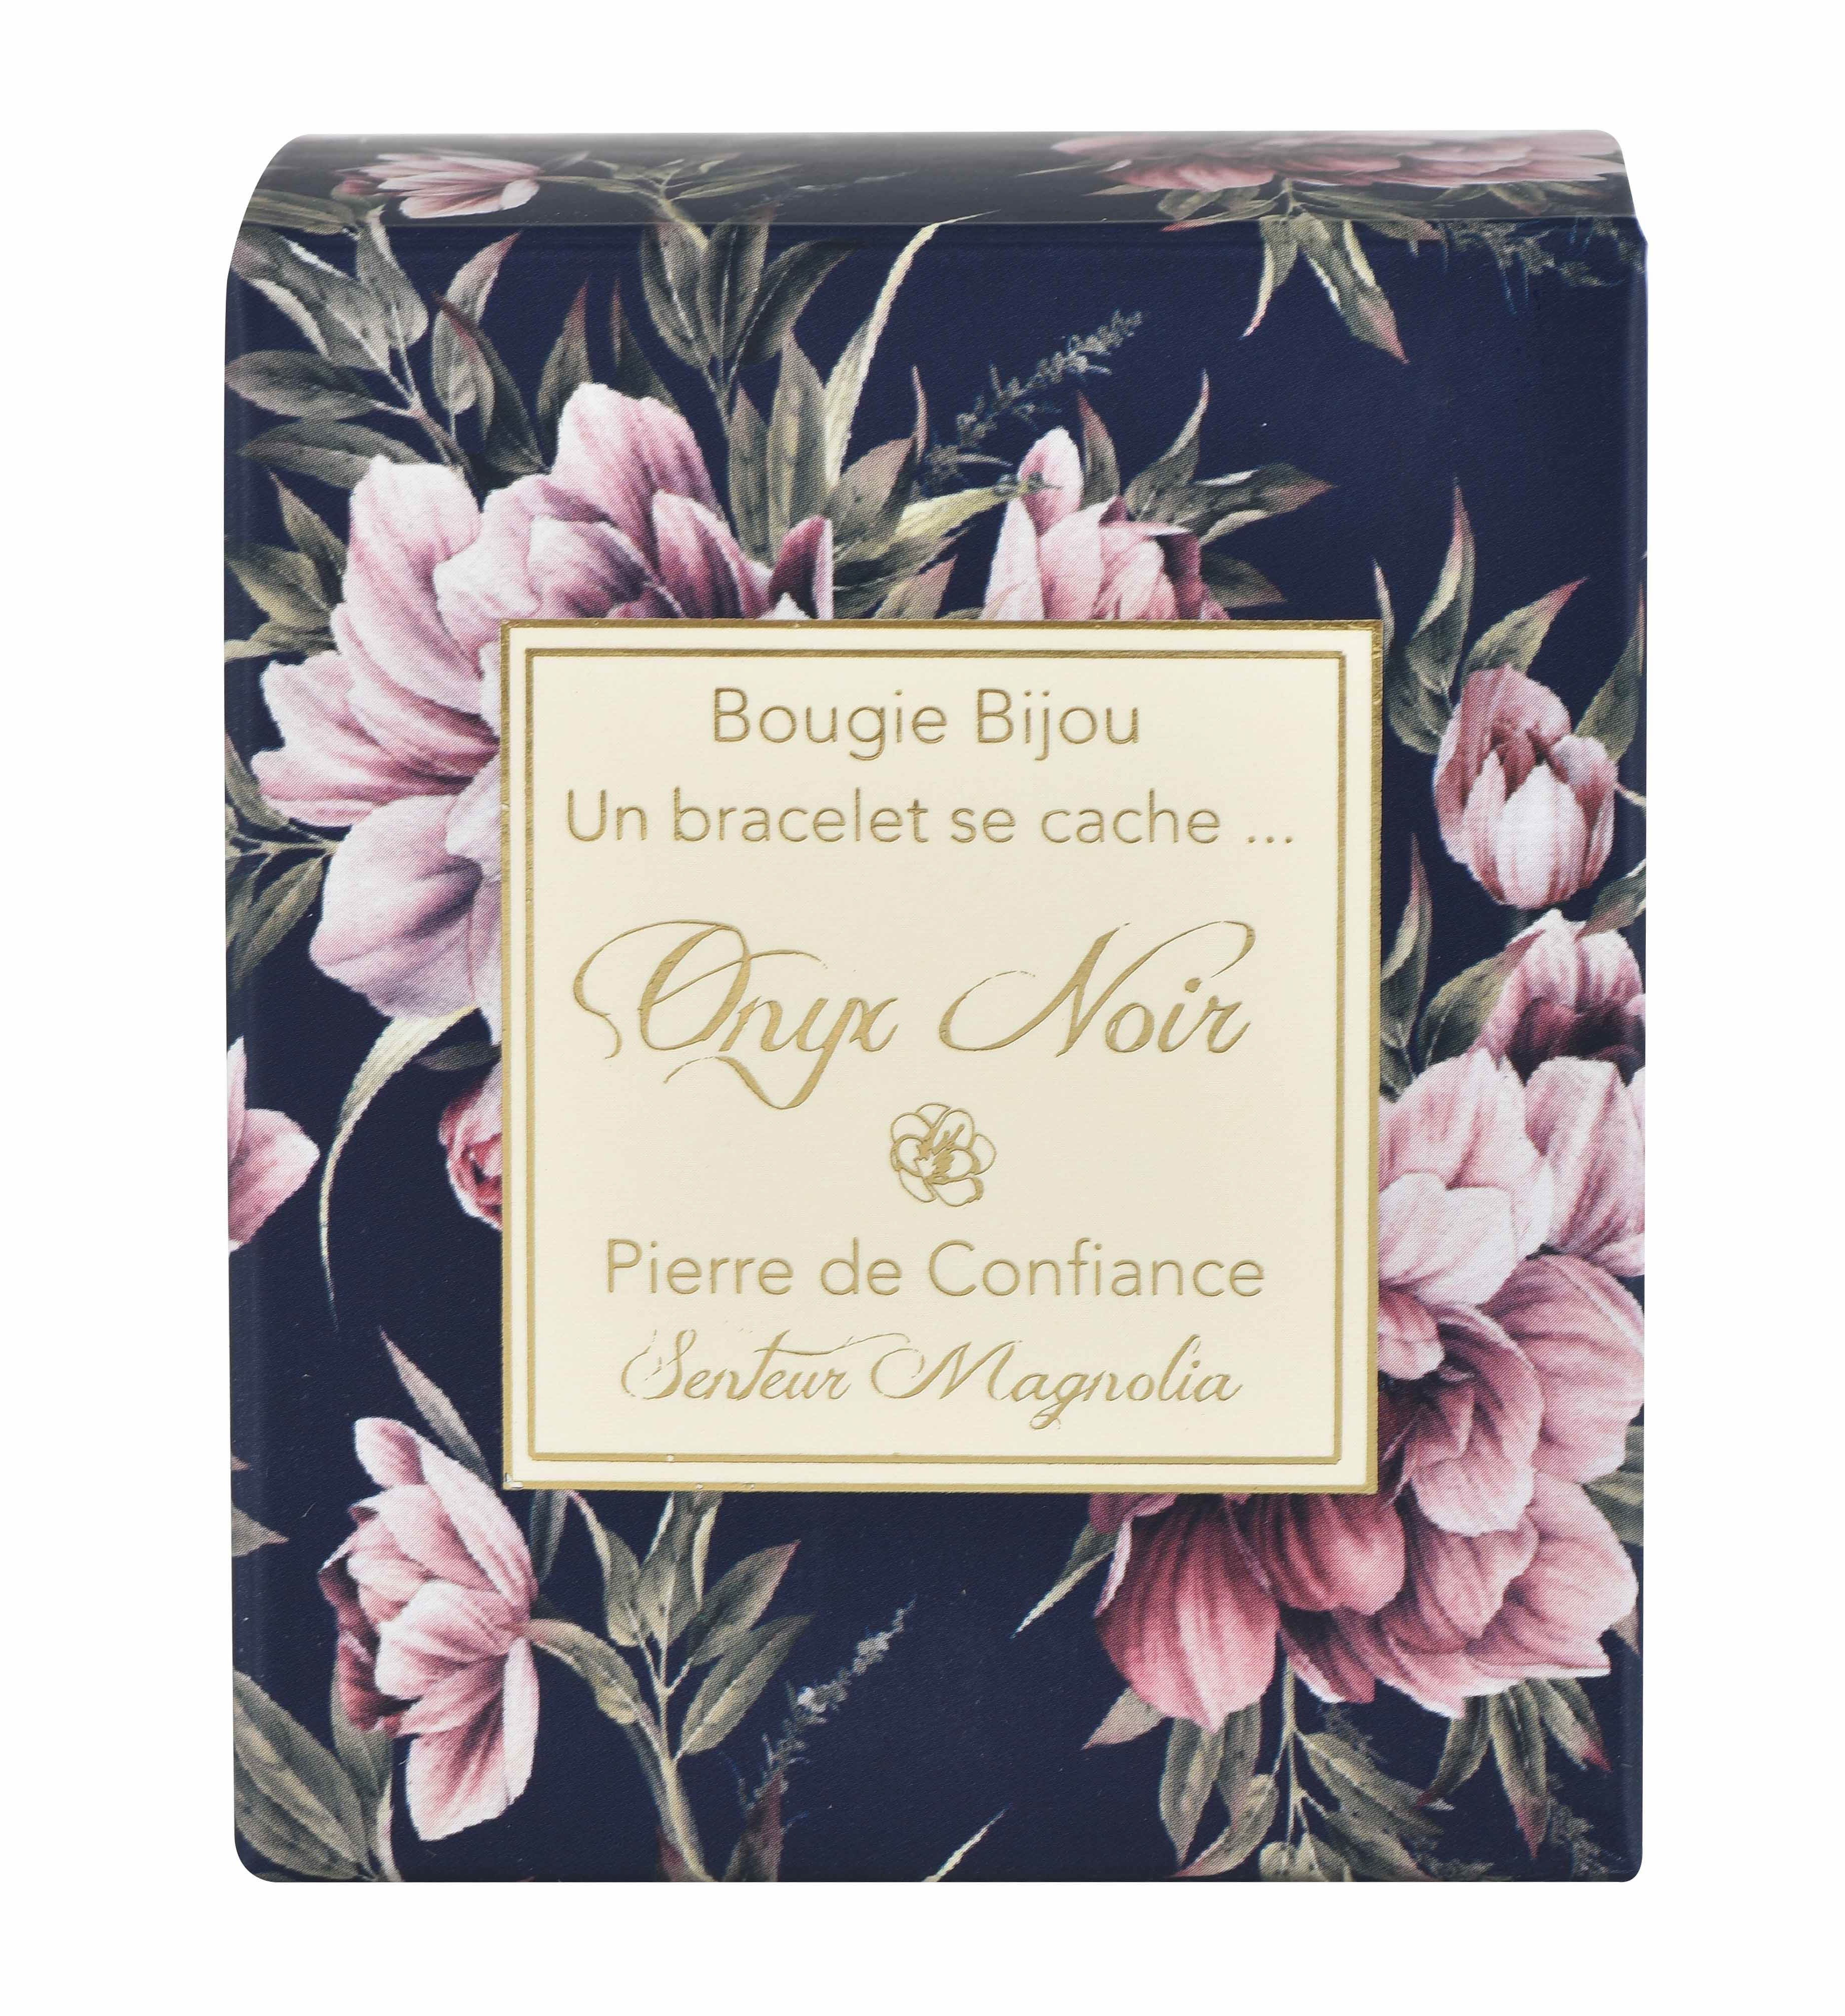 Bougie Bijou
Un bracelet se cache ...
Onyx Noir
Pierre de Confiance
Senteur Magnolia